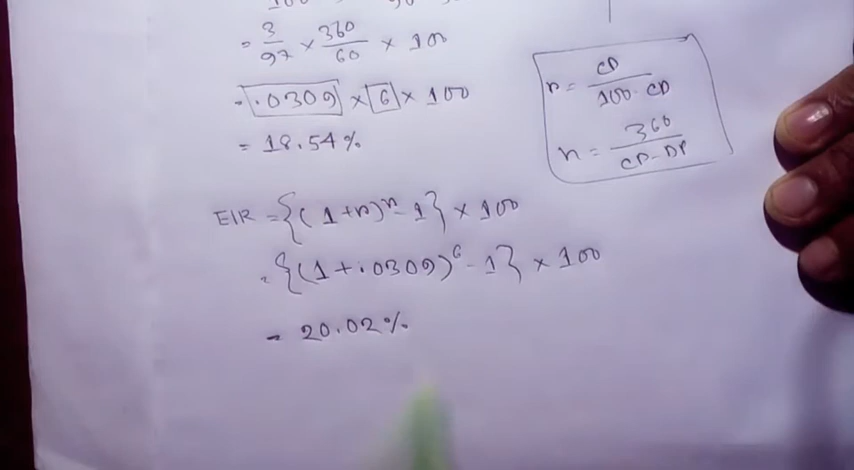 = 3/97 × 360/60 × 100
= .0309 × 6 × 100
= 18.54%
r = CD/100-CD
n = 360/CP-DP
EIR = {(1+r)^n - 1} × 100
= {(1+.0309)^6 - 1} × 100
= 20.02%